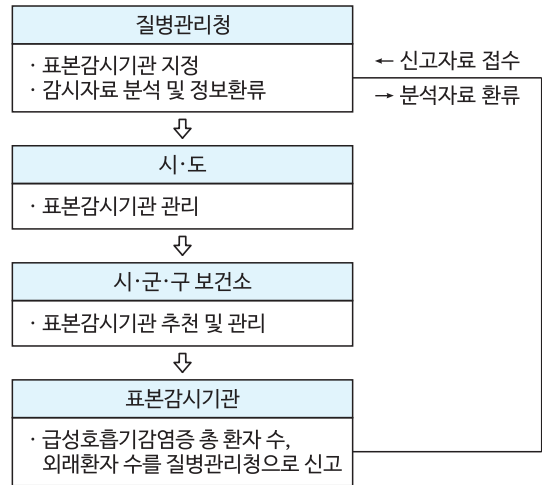 질병관리청
· 표본감시기관 지정
· 감시자료 분석 및 정보환류
← 신고자료 접수
→ 분석자료 환류
시·도
· 표본감시기관 관리
시·군·구 보건소
· 표본감시기관 추천 및 관리
표본감시기관
· 급성호흡기감염증 총 환자 수,
외래환자 수를 질병관리청으로 신고